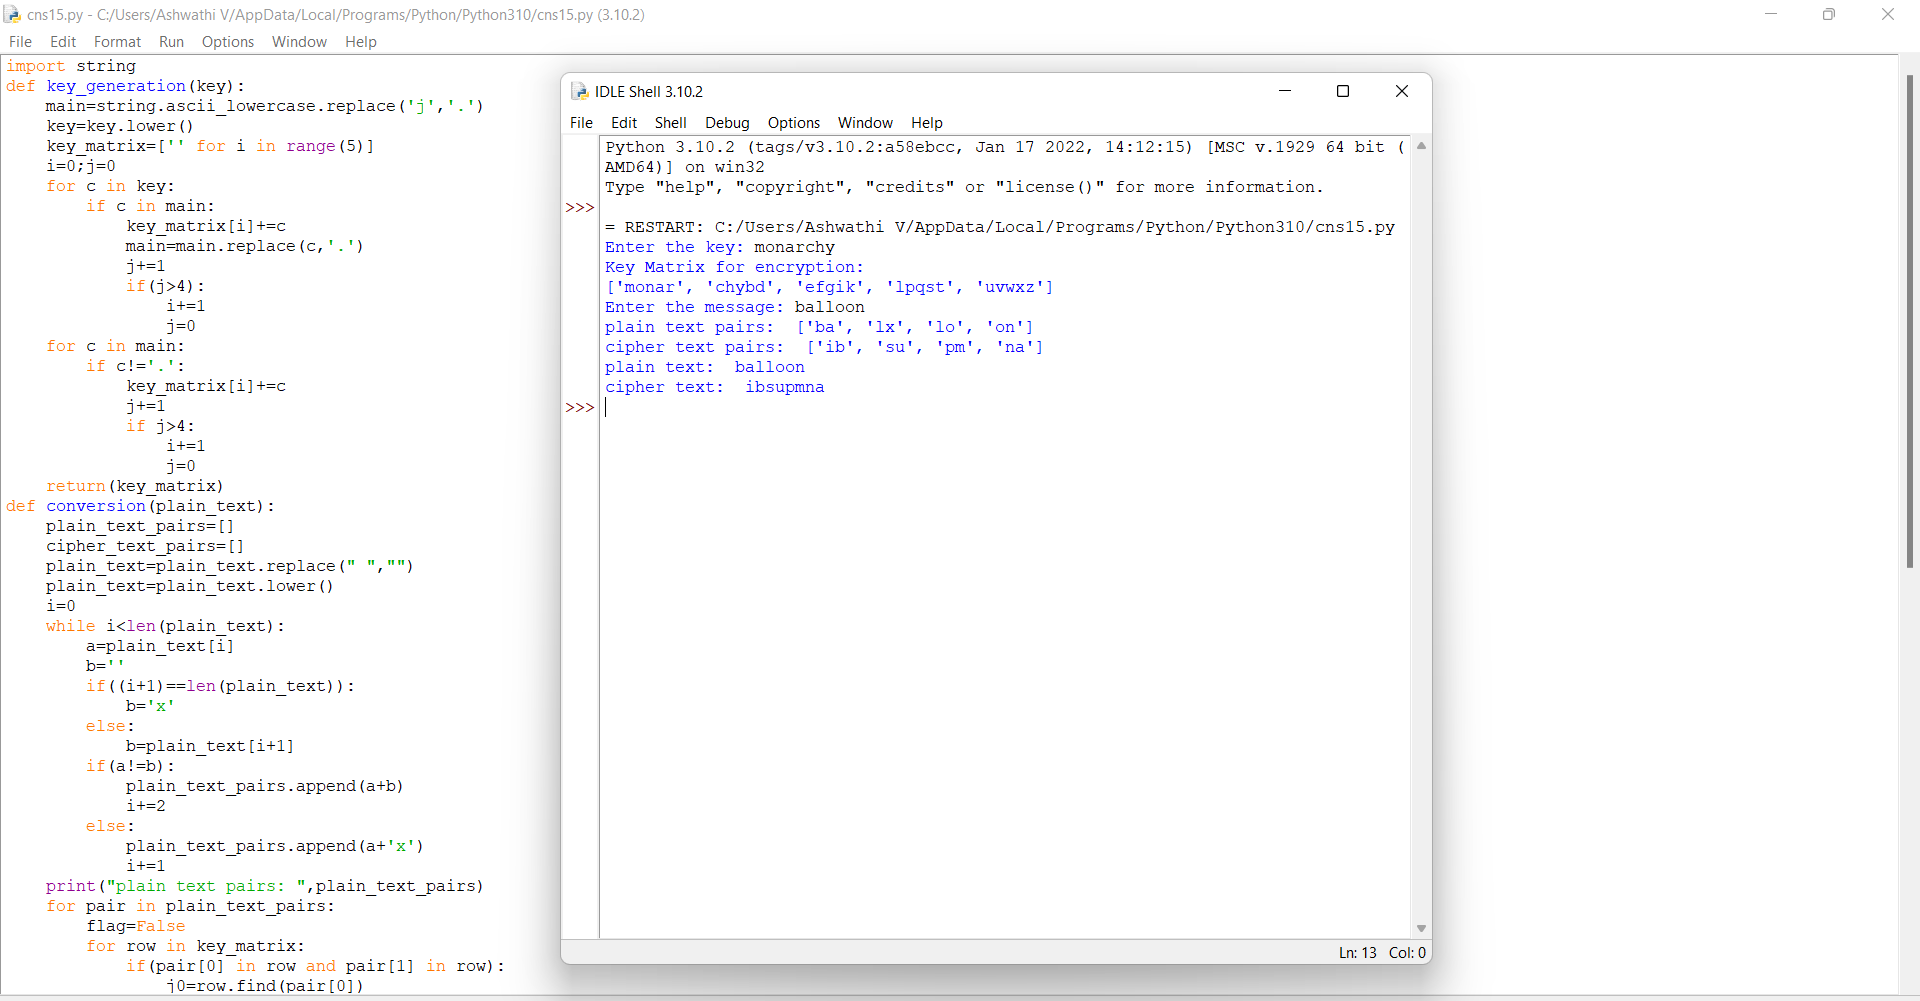 cns15.py - C:/Users/Ashwathi V/AppData/Local/Programs/Python/Python310/cns15.py (3.10.2)
File Edit Format Run Options Window Help
import string
def key_generation(key):
    main=string.ascii_lowercase.replace('j','.')
    key=key.lower()
    key_matrix=['' for i in range(5)]
    i=0;j=0
    for c in key:
        if c in main:
            key_matrix[i]+=c
            main=main.replace(c,'.')
            j+=1
            if(j>4):
                i+=1
                j=0
    for c in main:
        if c!='.':
            key_matrix[i]+=c
            j+=1
            if j>4:
                i+=1
                j=0
    return(key_matrix)
def conversion(plain_text):
    plain_text_pairs=[]
    cipher_text_pairs=[]
    plain_text=plain_text.replace(" ","")
    plain_text=plain_text.lower()
    i=0
    while i<len(plain_text):
        a=plain_text[i]
        b=''
        if((i+1)==len(plain_text)):
            b='x'
        else:
            b=plain_text[i+1]
        if(a!=b):
            plain_text_pairs.append(a+b)
            i+=2
        else:
            plain_text_pairs.append(a+'x')
            i+=1
    print("plain text pairs: ",plain_text_pairs)
    for pair in plain_text_pairs:
        flag=False
        for row in key_matrix:
            if(pair[0] in row and pair[1] in row):
                j0=row.find(pair[0])
IDLE Shell 3.10.2
File Edit Shell Debug Options Window Help
Python 3.10.2 (tags/v3.10.2:a58ebcc, Jan 17 2022, 14:12:15) [MSC v.1929 64 bit (
AMD64)] on win32
Type "help", "copyright", "credits" or "license()" for more information.
>>>
= RESTART: C:/Users/Ashwathi V/AppData/Local/Programs/Python/Python310/cns15.py
Enter the key: monarchy
Key Matrix for encryption:
['monar', 'chybd', 'efgik', 'lpqst', 'uvwxz']
Enter the message: balloon
plain text pairs:  ['ba', 'lx', 'lo', 'on']
cipher text pairs:  ['ib', 'su', 'pm', 'na']
plain text:  balloon
cipher text:  ibsupmna
>>>
Ln: 13 Col: 0